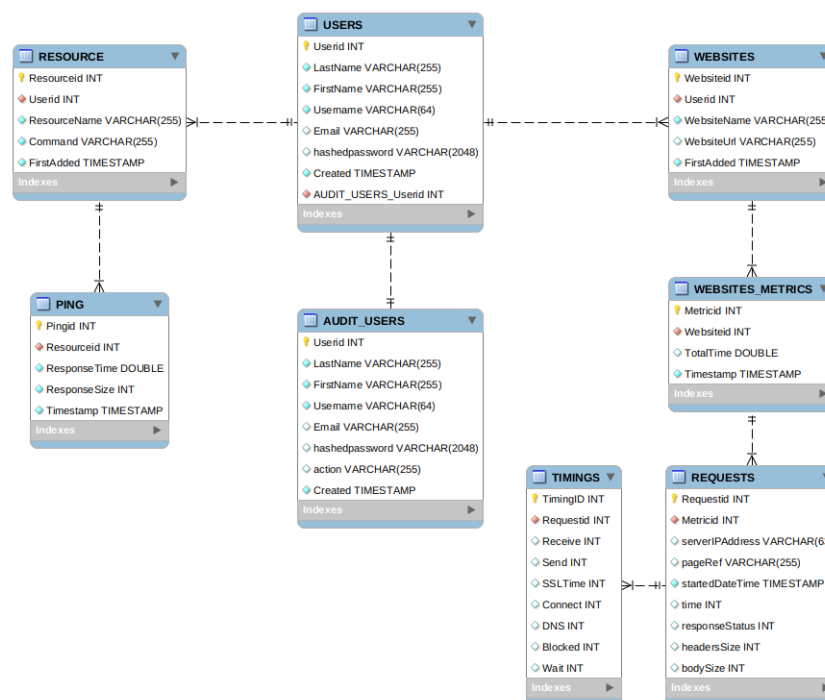 RESOURCE
Resourceid INT
Userid INT
ResourceName VARCHAR(255)
Command VARCHAR(255)
FirstAdded TIMESTAMP
Indexes
USERS
Userid INT
LastName VARCHAR(255)
FirstName VARCHAR(255)
Username VARCHAR(64)
Email VARCHAR(255)
hashedpassword VARCHAR(2048)
Created TIMESTAMP
AUDIT_USERS_Userid INT
Indexes
WEBSITES
Websiteid INT
Userid INT
WebsiteName VARCHAR(255
WebsiteUrl VARCHAR(255)
FirstAdded TIMESTAMP
Indexes
PING
Pingid INT
Resourceid INT
ResponseTime DOUBLE
ResponseSize INT
Timestamp TIMESTAMP
Indexes
AUDIT_USERS
Userid INT
LastName VARCHAR(255)
FirstName VARCHAR(255)
Username VARCHAR(64)
Email VARCHAR(255)
hashedpassword VARCHAR(2048)
action VARCHAR(255)
Created TIMESTAMP
Indexes
WEBSITES_METRICS
Metricid INT
Websiteid INT
TotalTime DOUBLE
Timestamp TIMESTAMP
Indexes
TIMINGS
TimingID INT
Requestid INT
Receive INT
Send INT
SSLTime INT
Connect INT
DNS INT
Blocked INT
Wait INT
Indexes
REQUESTS
Requestid INT
Metricid INT
serverIPAddress VARCHAR(6
pageRef VARCHAR(255)
startedDateTime TIMESTAMP
time INT
responseStatus INT
headersSize INT
bodySize INT
Indexes